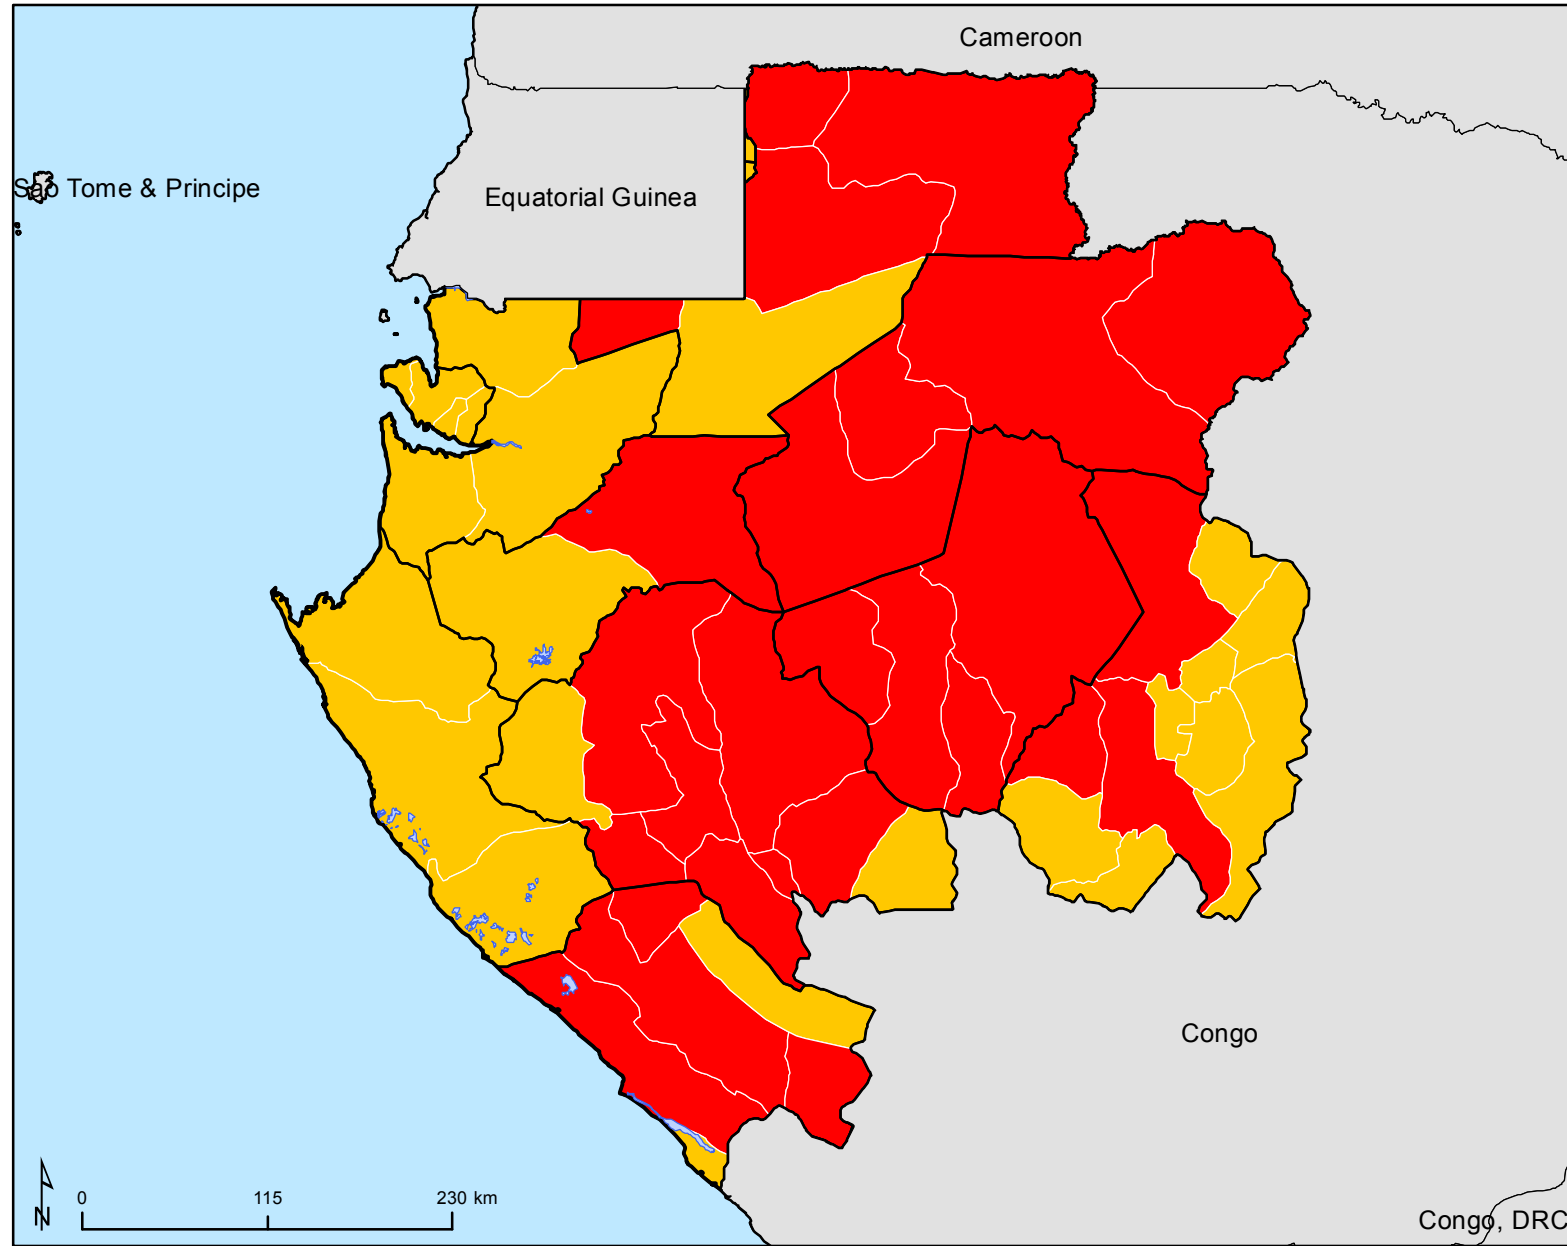 Cameroon
Sao Tome & Principe
Equatorial Guinea
Congo
N
0 115 230 km
Congo, DRC